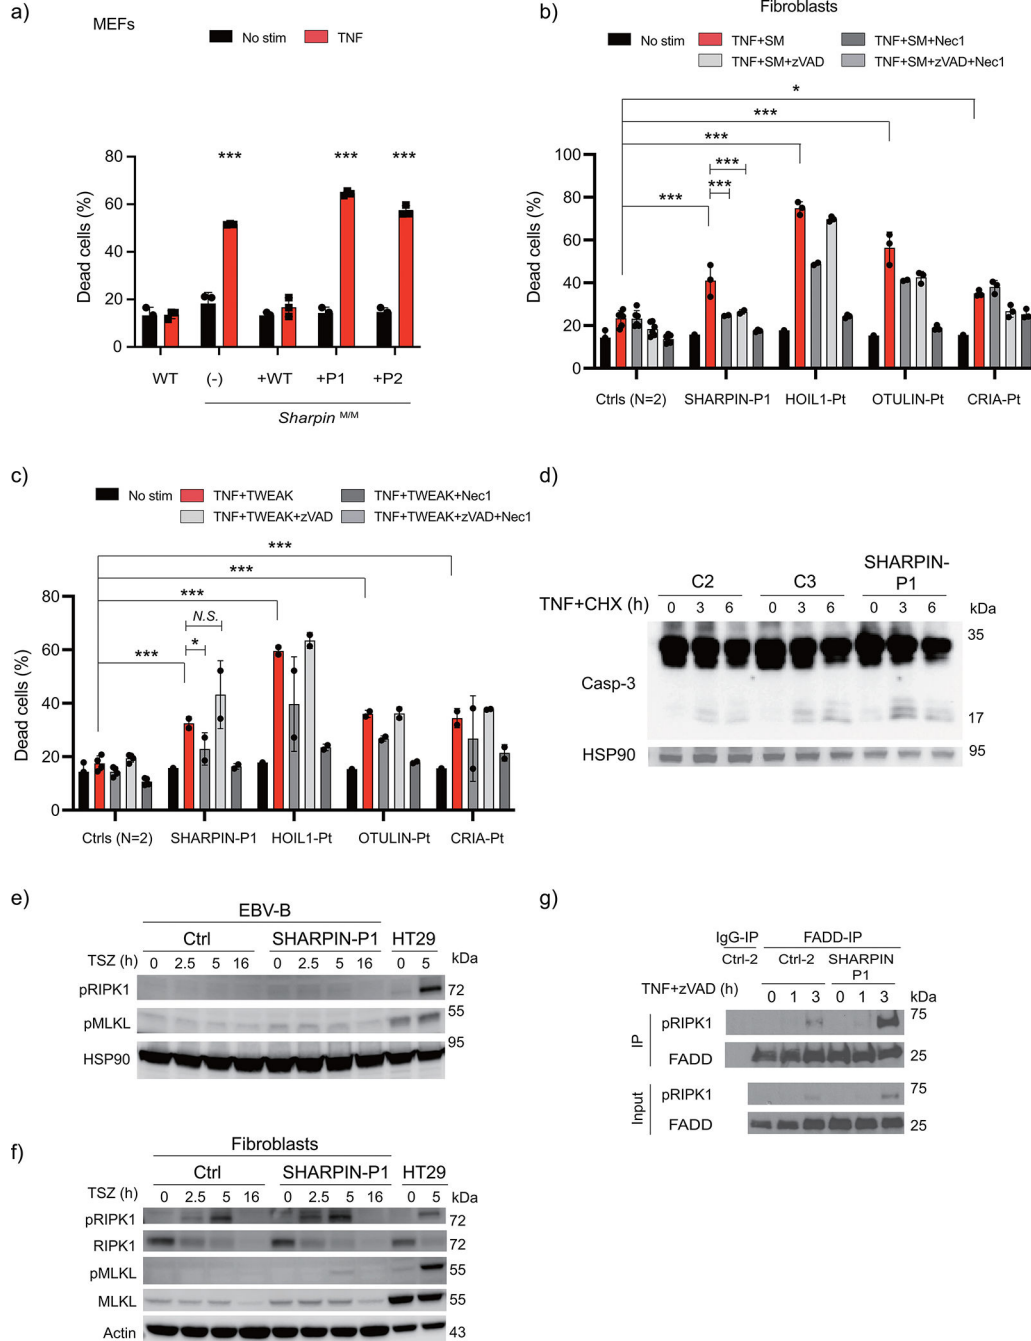 a)
MEFs
No stim TNF
Dead cells (%)
80
60
40
20
0
*** *** ***
WT (-) +WT +P1 +P2
Sharpin M/M
b)
Fibroblasts
No stim TNF+SM TNF+SM+Nec1
TNF+SM+zVAD TNF+SM+zVAD+Nec1
*
***
***
***
***
***
Dead cells (%)
100
80
60
40
20
0
Ctrls (N=2) SHARPIN-P1 HOIL1-Pt OTULIN-Pt CRIA-Pt
c)
No stim TNF+TWEAK TNF+TWEAK+Nec1
TNF+TWEAK+zVAD TNF+TWEAK+zVAD+Nec1
***
***
***
N.S.
*
***
Dead cells (%)
80
60
40
20
0
Ctrls (N=2) SHARPIN-P1 HOIL1-Pt OTULIN-Pt CRIA-Pt
d)
C2 C3 SHARPIN-
P1
TNF+CHX (h) 0 3 6 0 3 6 0 3 6 kDa
35
Casp-3
17
HSP90 95
e)
EBV-B
Ctrl SHARPIN-P1 HT29
TSZ (h) 0 2.5 5 16 0 2.5 5 16 0 5 kDa
pRIPK1 72
pMLKL 55
HSP90 95
f)
Fibroblasts
Ctrl SHARPIN-P1 HT29
TSZ (h) 0 2.5 5 16 0 2.5 5 16 0 5 kDa
pRIPK1 72
RIPK1 72
pMLKL 55
MLKL 55
Actin 43
g)
IgG-IP FADD-IP
Ctrl-2 Ctrl-2 SHARPIN
P1
TNF+zVAD (h) 0 1 3 0 1 3 kDa
IP
pRIPK1 75
FADD 25
Input
pRIPK1 75
FADD 25